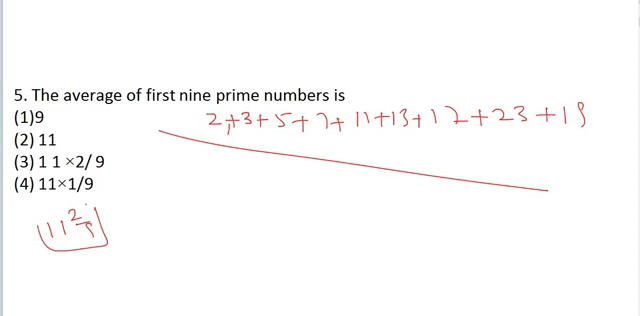 5. The average of first nine prime numbers is
(1)9
2+3+5+7+11+13+17+23+19
(2) 11
(3) 1 1 ×2/ 9
(4) 11×1/9
11 2/9